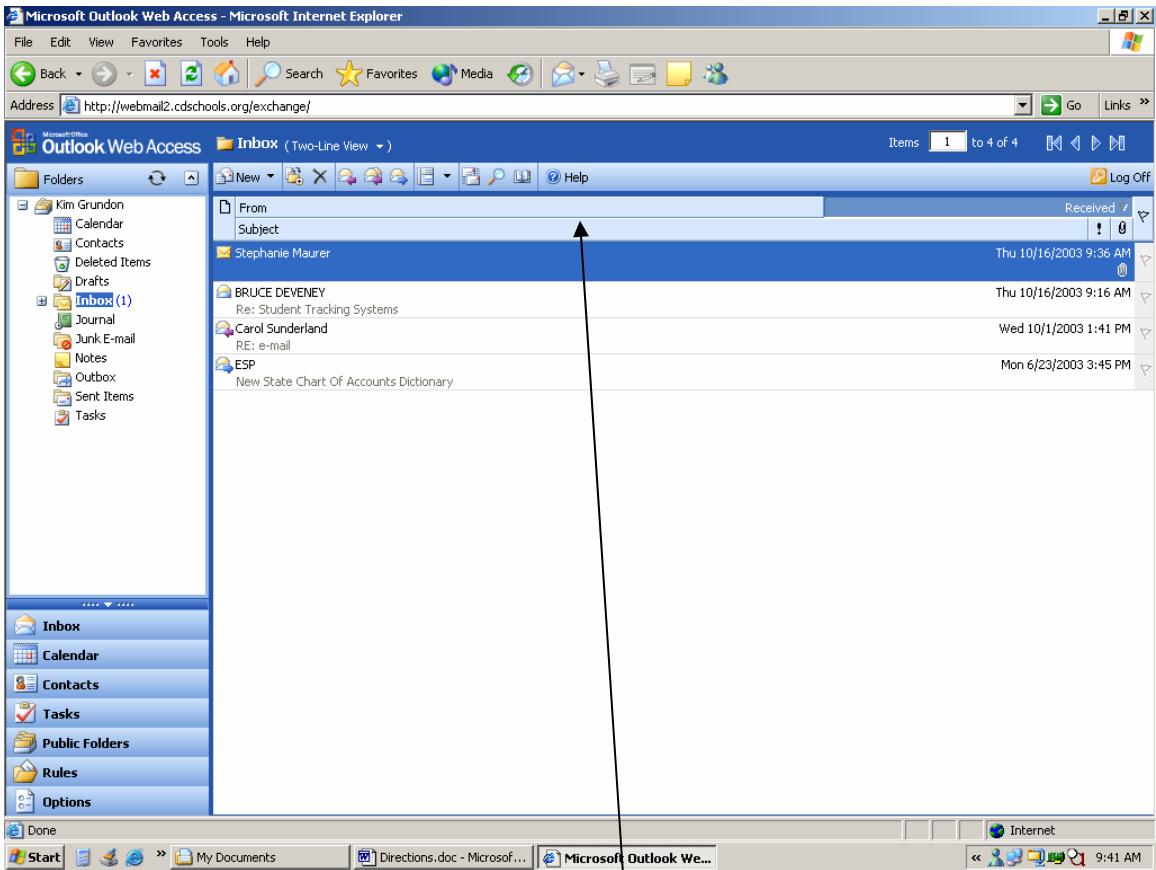 Microsoft Outlook Web Access - Microsoft Internet Explorer
File Edit View Favorites Tools Help
Back Search Favorites Media
Address http://webmail2.cdschools.org/exchange/ Go Links »
Microsoft Office
Outlook Web Access Inbox (Two-Line View) Items 1 to 4 of 4
Folders New Help Log Off
Kim Grundon
Calendar
Contacts
Deleted Items
Drafts
Inbox (1)
Journal
Junk E-mail
Notes
Outbox
Sent Items
Tasks
From Received
Subject
Stephanie Maurer Thu 10/16/2003 9:36 AM
BRUCE DEVENEY Thu 10/16/2003 9:16 AM
Re: Student Tracking Systems
Carol Sunderland Wed 10/1/2003 1:41 PM
RE: e-mail
ESP Mon 6/23/2003 3:45 PM
New State Chart Of Accounts Dictionary
Inbox
Calendar
Contacts
Tasks
Public Folders
Rules
Options
Done Internet
Start » My Documents Directions.doc - Microsof... Microsoft Outlook We... « 9:41 AM